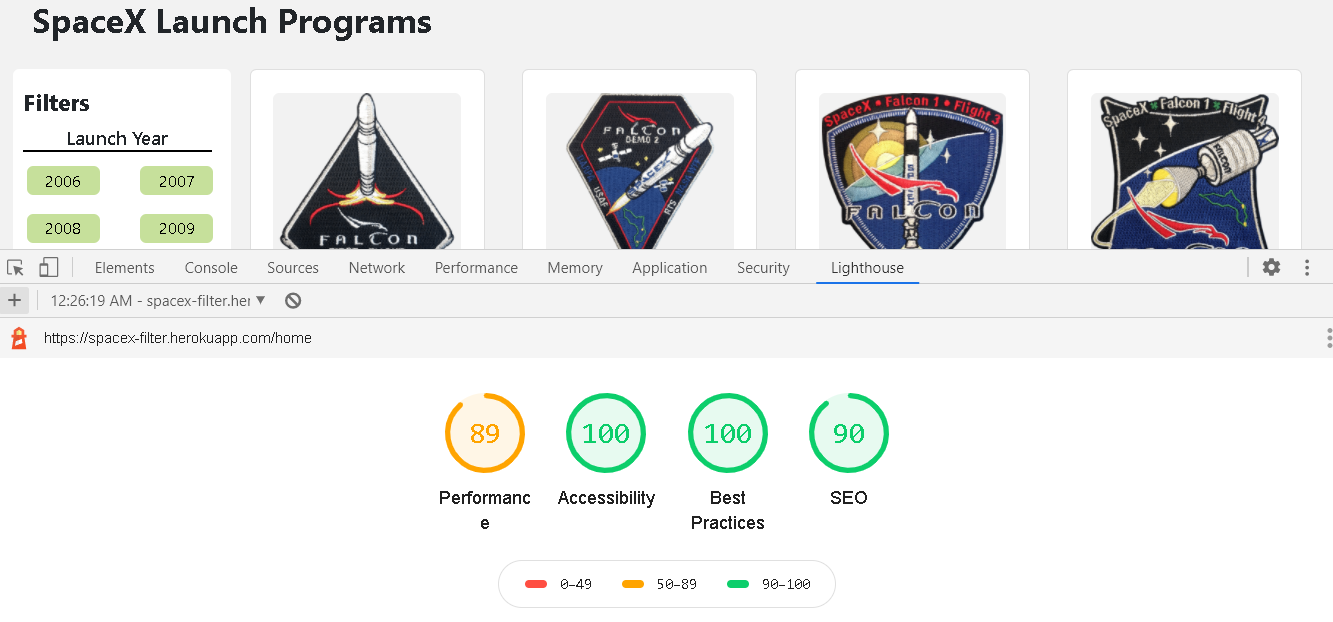 SpaceX Launch Programs
Filters
Launch Year
2006 2007
2008 2009
FALCON
FALCON
DEMO 2
USAF
SPACEX • Falcon 1 • Flight 3
FALCON
SpaceX Falcon 1 Flight 4
FALCON
Elements Console Sources Network Performance Memory Application Security Lighthouse
12:26:19 AM - spacex-filter.her
https://spacex-filter.herokuapp.com/home
89 100 100 90
Performanc
e
Accessibility
Best
Practices
SEO
0–49 50–89 90–100